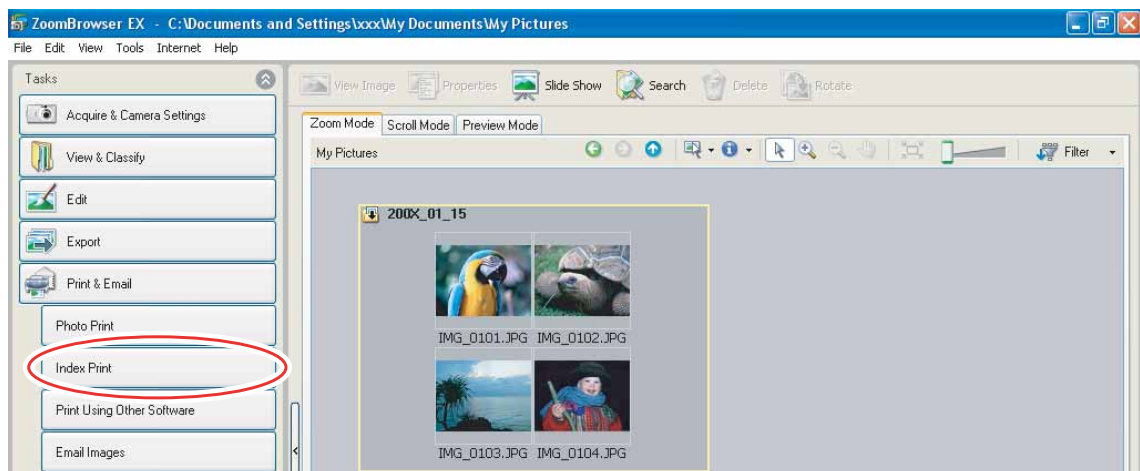 ZoomBrowser EX - C:\Documents and Settings\xxx\My Documents\My Pictures
File Edit View Tools Internet Help
Tasks
View Image Properties Slide Show Search Delete Rotate
Acquire & Camera Settings
Zoom Mode Scroll Mode Preview Mode
View & Classify
My Pictures Filter
Edit
200X_01_15
Export
Print & Email
Photo Print
IMG_0101.JPG IMG_0102.JPG
Index Print
Print Using Other Software
Email Images
IMG_0103.JPG IMG_0104.JPG